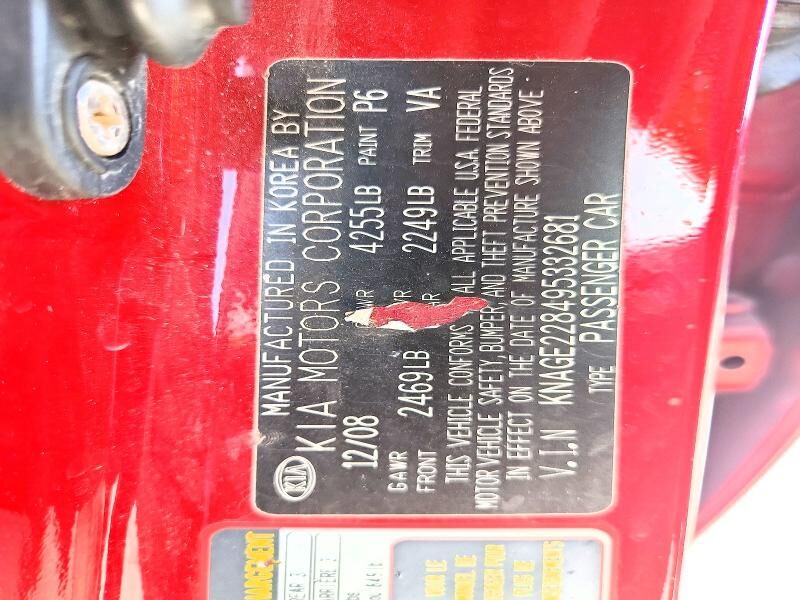 KIA
MANUFACTURED IN KOREA BY
KIA MOTORS CORPORATION
12/08 4255LB PAINT P6
GAWR
FRONT 2469LB 2249LB TRIM VA
THIS VEHICLE CONFORMS ALL APPLICABLE U.S.A. FEDERAL
MOTOR VEHICLE SAFETY, BUMPER, AND THEFT PREVENTION STANDARDS
IN EFFECT ON THE DATE OF MANUFACTURE SHOWN ABOVE.
V.I.N KNAGE228495332681
TYPE PASSENGER CAR